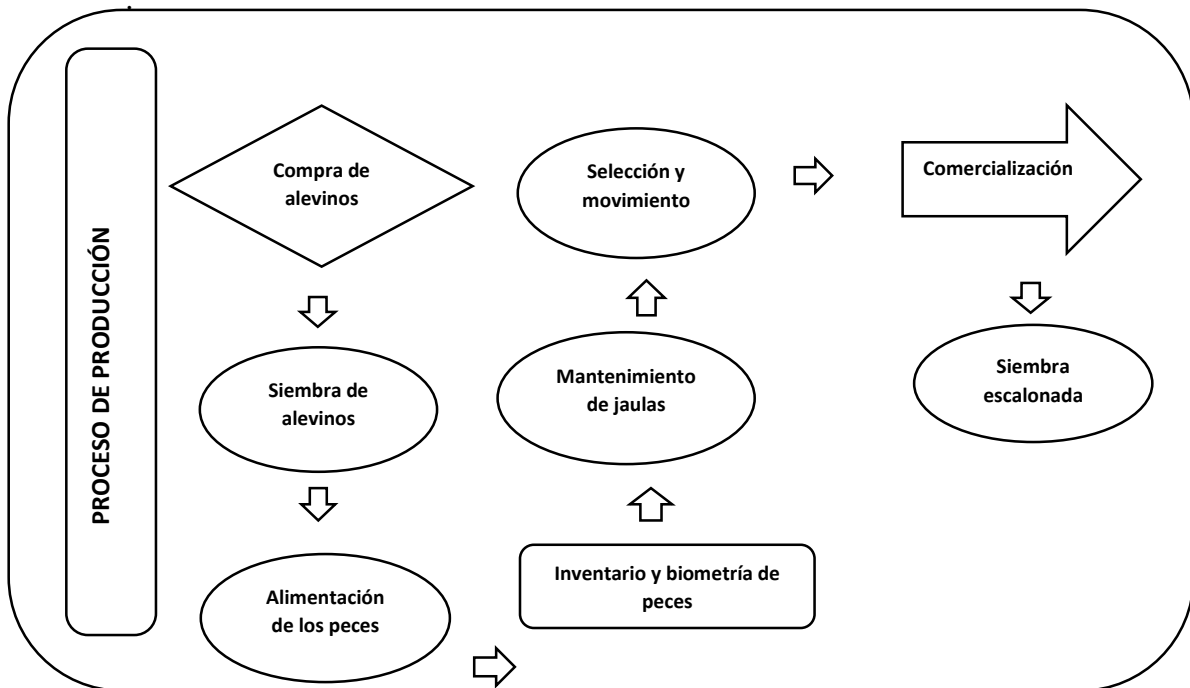 PROCESO DE PRODUCCIÓN
Compra de
alevinos
Siembra de
alevinos
Alimentación
de los peces
Inventario y biometría de
peces
Mantenimiento
de jaulas
Selección y
movimiento
Comercialización
Siembra
escalonada